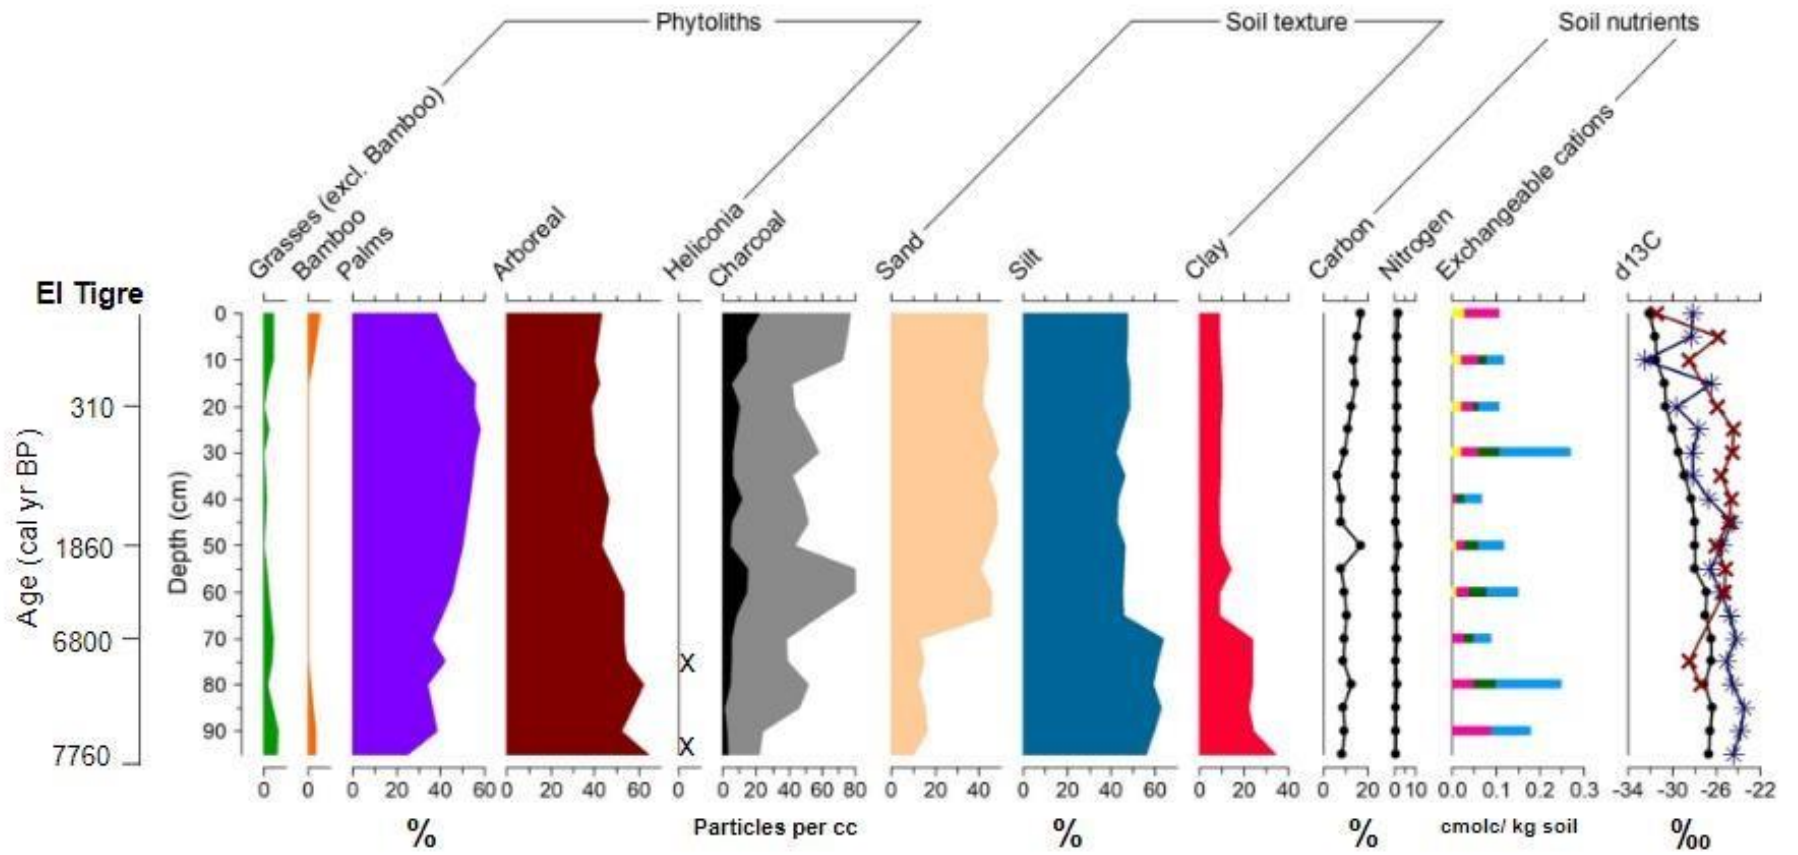 Phytoliths
Soil texture
Soil nutrients
Grasses (excl. Bamboo)
Bamboo
Palms
Arboreal
Heliconia
Charcoal
Sand
Silt
Clay
Carbon
Nitrogen
Exchangeable cations
d13C
El Tigre
Age (cal yr BP)
310
1860
6800
7760
Depth (cm)
0
10
20
30
40
50
60
70
80
90
X
X
0 0 0 20 40 60 0 20 40 60 0 0 20 40 60 80 0 20 40 0 20 40 60 0 20 40 0 20 0 10 0.0 0.1 0.2 0.3 -34 -30 -26 -22
% Particles per cc % % cmolc/ kg soil ‰